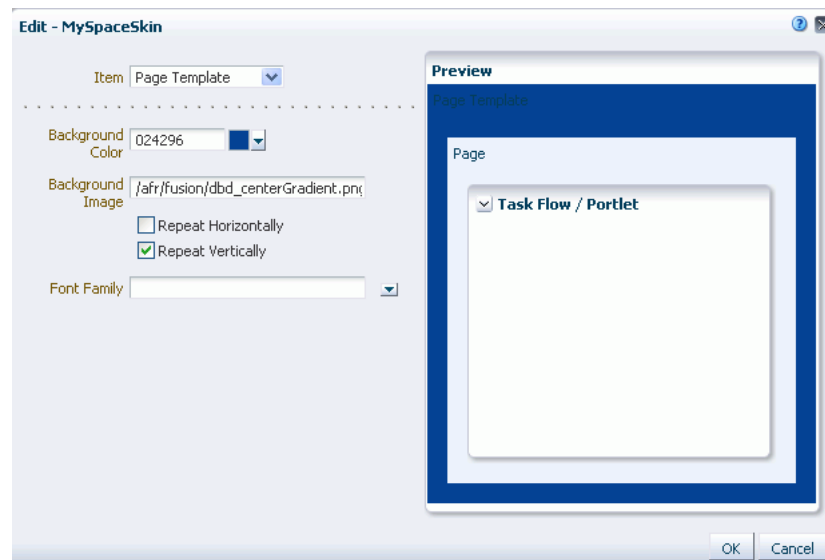 Edit - MySpaceSkin
Item Page Template
Background Color 024296
Background Image /afr/fusion/dbd_centerGradient.png
Repeat Horizontally
Repeat Vertically
Font Family
Preview
Page Template
Page
Task Flow / Portlet
OK Cancel